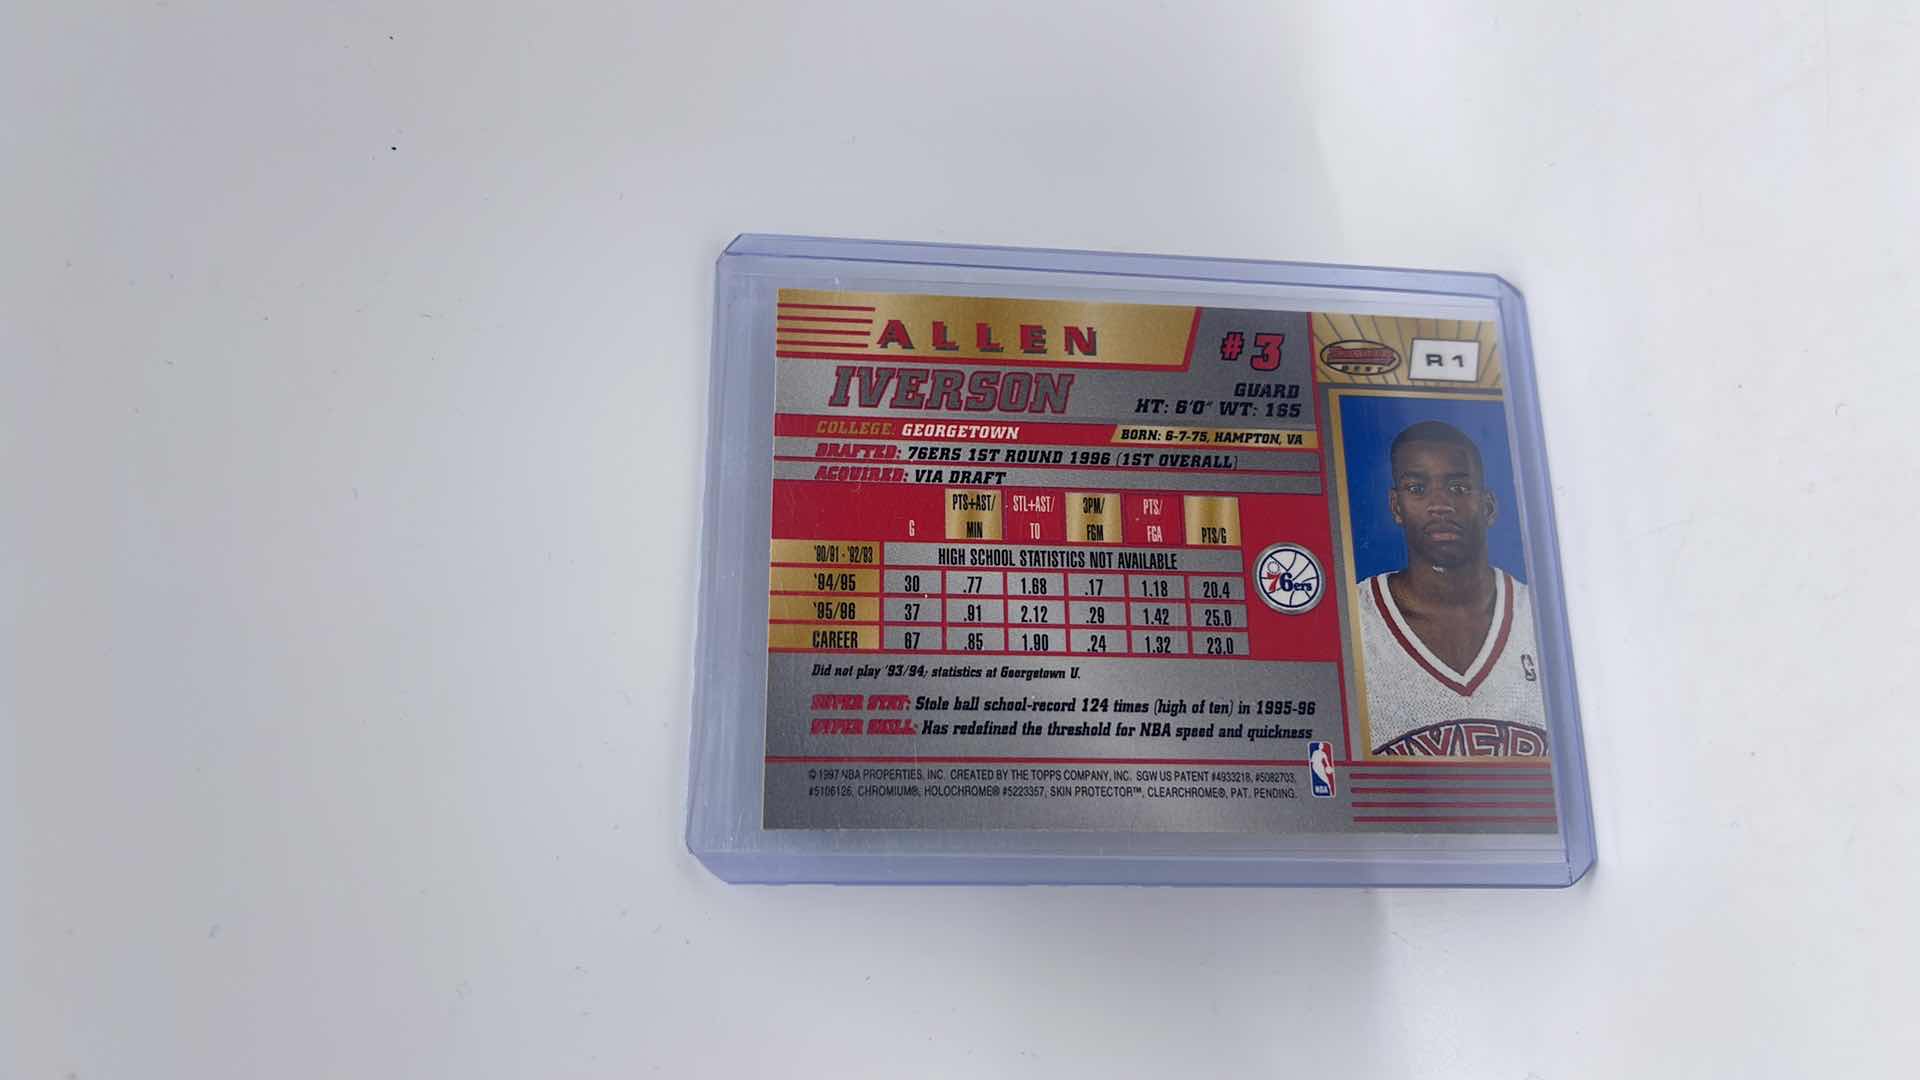 ALLEN
#3
IVERSON
GUARD
HT: 6'0" WT: 165
COLLEGE: GEORGETOWN
BORN: 6-7-75, HAMPTON, VA
DRAFTED: 76ERS 1ST ROUND 1996 (1ST OVERALL)
ACQUIRED: VIA DRAFT
G PTS+AST/MIN STL+AST/TO 3PM/FGM PTS/FGA PTS/G
'90/91 - '92/93 HIGH SCHOOL STATISTICS NOT AVAILABLE
'94/95 30 .77 1.68 .17 1.18 20.4
'95/96 37 .91 2.12 .29 1.42 25.0
CAREER 67 .85 1.90 .24 1.32 23.0
Did not play '93/94; statistics at Georgetown U.
SUPER STAT: Stole ball school-record 124 times (high of ten) in 1995-96
SUPER SKILL: Has redefined the threshold for NBA speed and quickness
© 1997 NBA PROPERTIES, INC. CREATED BY THE TOPPS COMPANY, INC. SGW US PATENT #4933218, #5082703,
#5106126, CHROMIUM®, HOLOCHROME® #5223357, SKIN PROTECTOR™, CLEARCHROME®, PAT. PENDING.
NBA
76ers
BOWMAN'S
BEST
R1